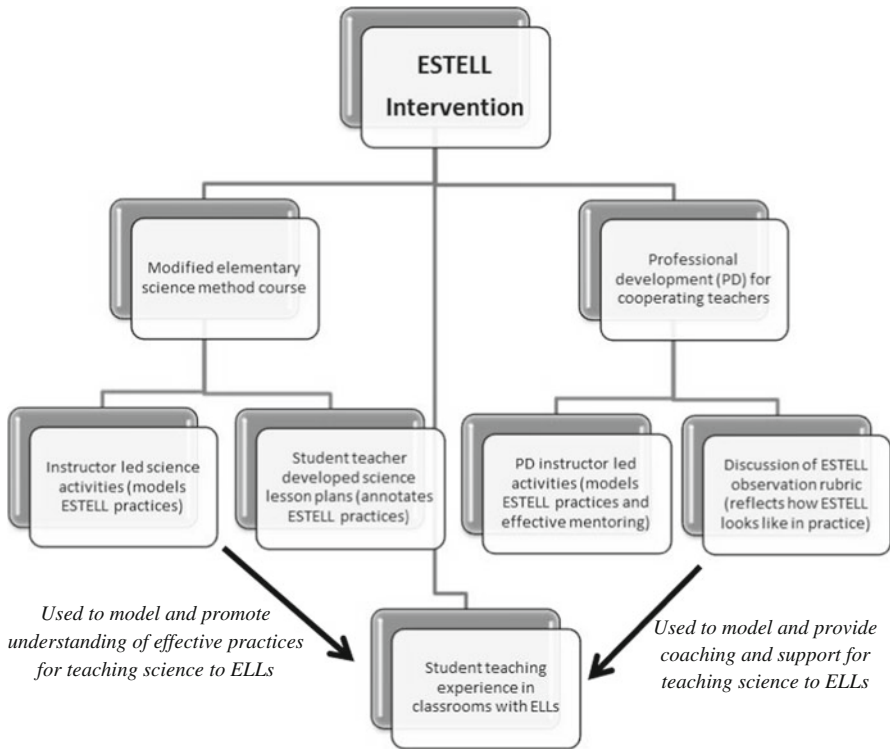 ESTELL
Intervention
Modified elementary
science method course
Professional
development (PD) for
cooperating teachers
Instructor led science
activities (models
ESTELL practices)
Student teacher
developed science
lesson plans (annotates
ESTELL practices)
PD instructor led
activities (models
ESTELL practices and
effective mentoring)
Discussion of ESTELL
observation rubric
(reflects how ESTELL
looks like in practice)
Used to model and promote
understanding of effective practices
for teaching science to ELLs
Student teaching
experience in
classrooms with ELLs
Used to model and provide
coaching and support for
teaching science to ELLs